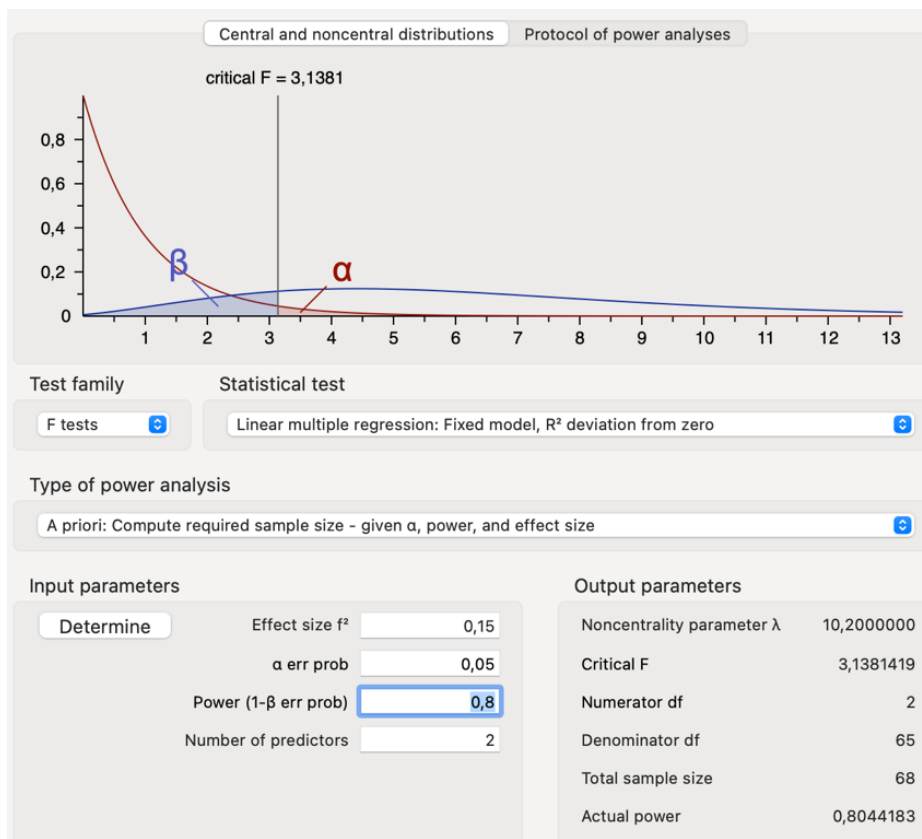 Central and noncentral distributions Protocol of power analyses
critical F = 3,1381
0,8
0,6
0,4
0,2
0
β
α
1 2 3 4 5 6 7 8 9 10 11 12 13
Test family Statistical test
F tests Linear multiple regression: Fixed model, R² deviation from zero
Type of power analysis
A priori: Compute required sample size - given α, power, and effect size
Input parameters Output parameters
Determine Effect size f² 0,15 Noncentrality parameter λ 10,2000000
α err prob 0,05 Critical F 3,1381419
Power (1-β err prob) 0,8 Numerator df 2
Number of predictors 2 Denominator df 65
Total sample size 68
Actual power 0,8044183